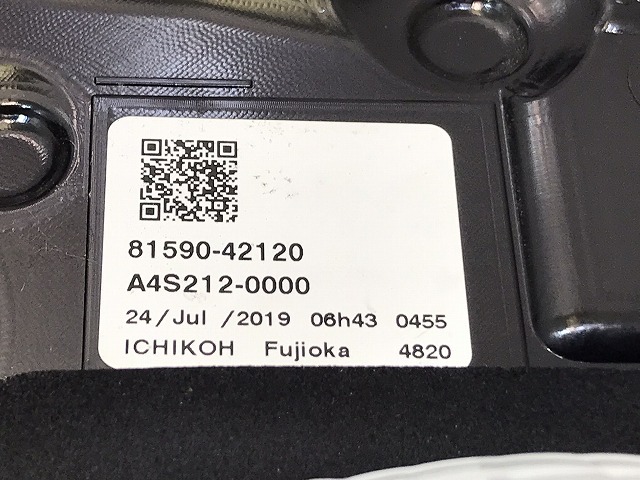 81590-42120
A4S212-0000
24/Jul /2019 06h43 0455
ICHIKOH Fujioka 4820